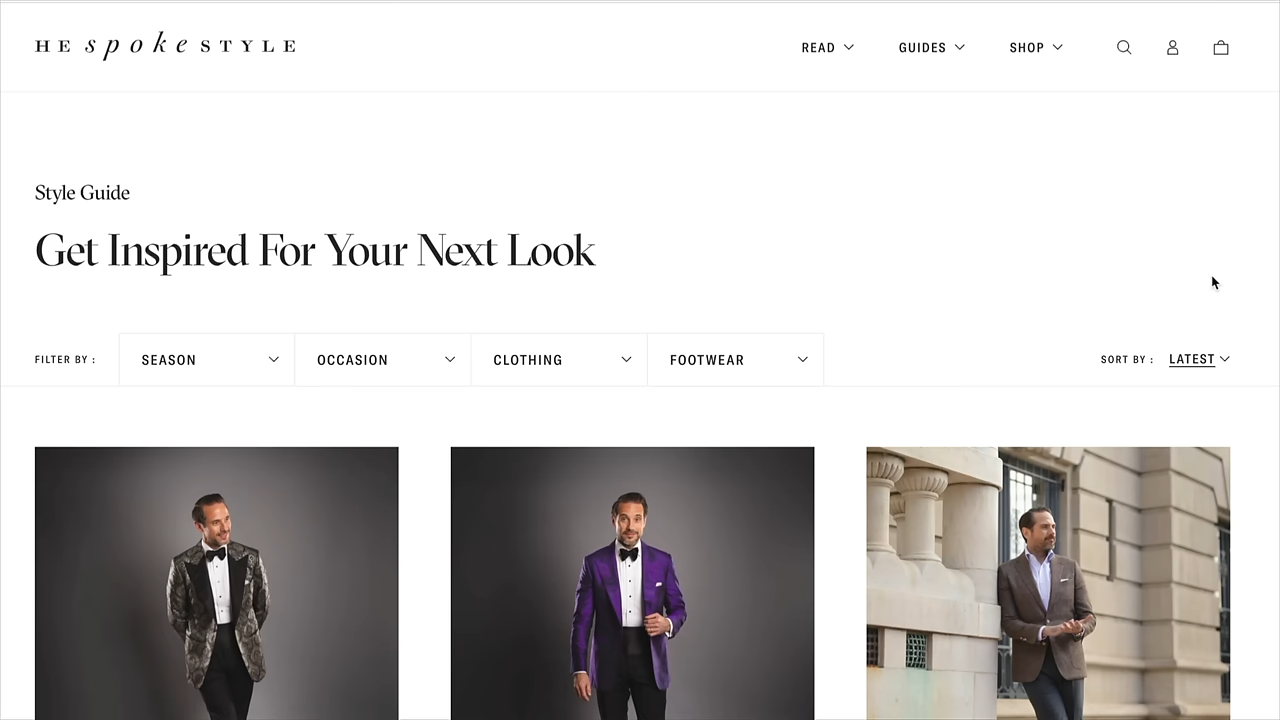 HE spoke STYLE
READ
GUIDES
SHOP
Style Guide
Get Inspired For Your Next Look
FILTER BY :
SEASON
OCCASION
CLOTHING
FOOTWEAR
SORT BY :
LATEST